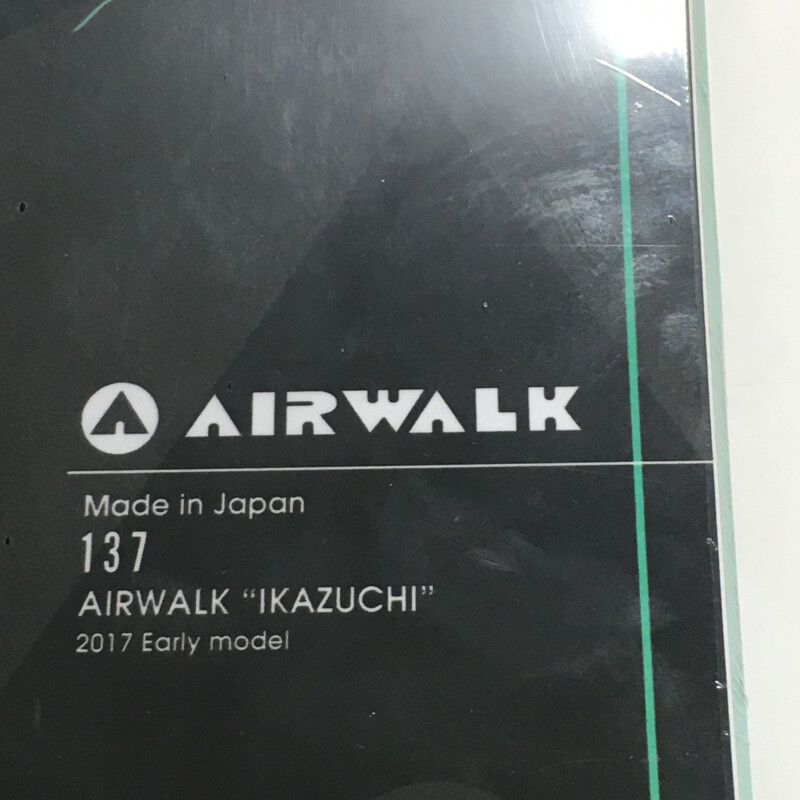 AIRWALK
Made in Japan
137
AIRWALK “IKAZUCHI”
2017 Early model